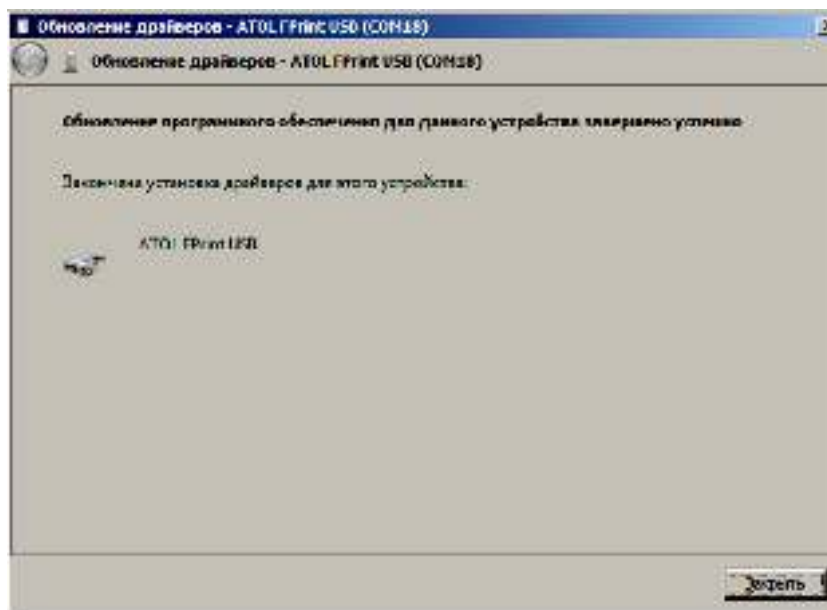 Обновление драйверов - ATOL FPrint USB (COM18)
Обновление драйверов - ATOL FPrint USB (COM18)
Обновление программного обеспечения для данного устройства завершено успешно
Закончена установка драйверов для этого устройства:
ATOL FPrint USB
Закрыть